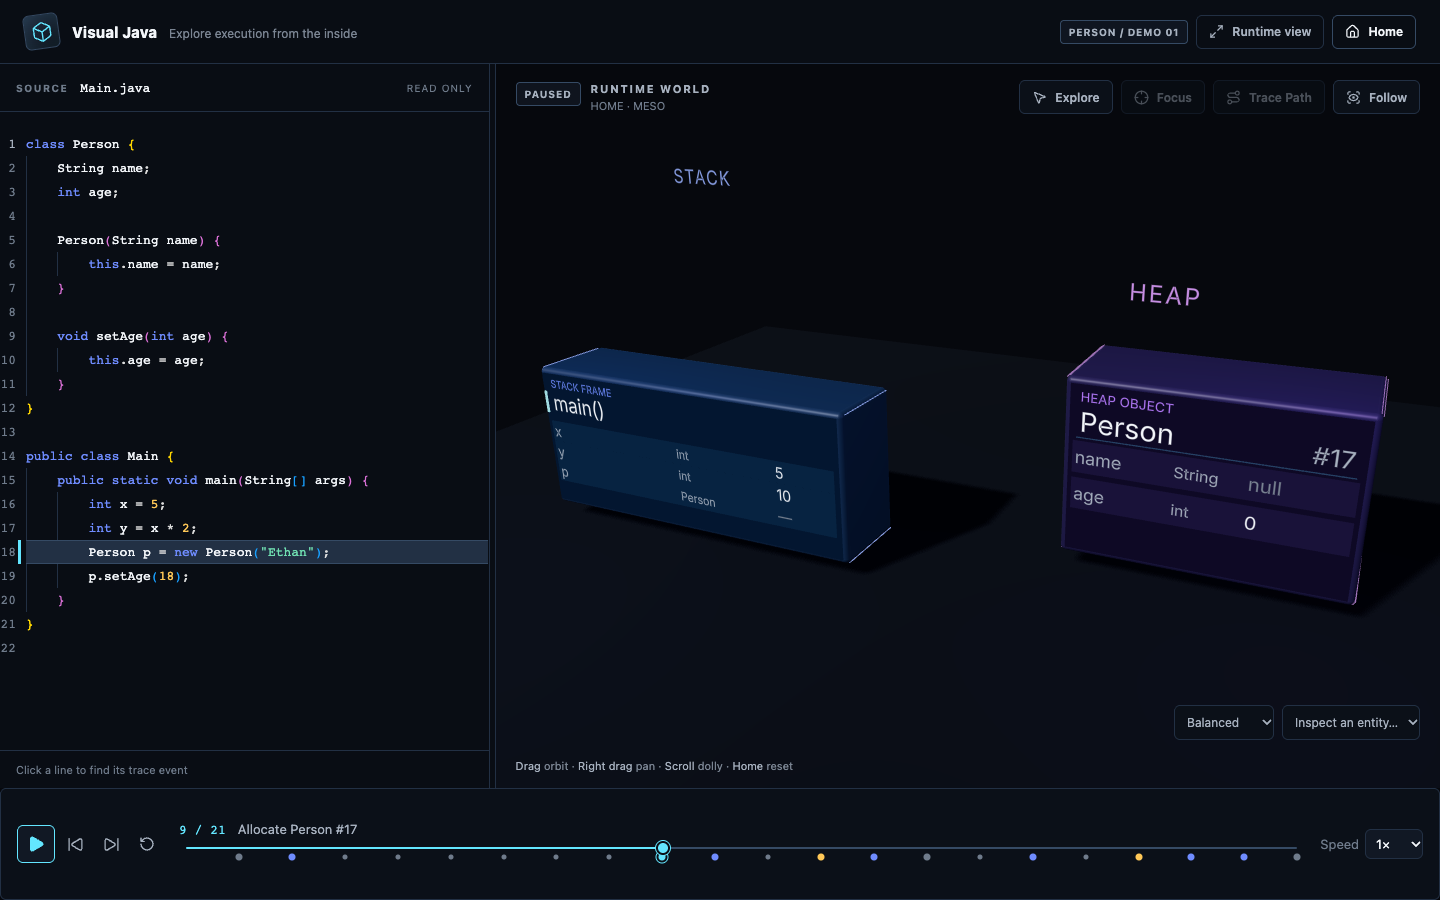 Visual Java Explore execution from the inside
PERSON / DEMO 01
Runtime view
Home
SOURCE Main.java READ ONLY
1 class Person {
2 String name;
3 int age;
4
5 Person(String name) {
6 this.name = name;
7 }
8
9 void setAge(int age) {
10 this.age = age;
11 }
12 }
13
14 public class Main {
15 public static void main(String[] args) {
16 int x = 5;
17 int y = x * 2;
18 Person p = new Person("Ethan");
19 p.setAge(18);
20 }
21 }
22
Click a line to find its trace event
PAUSED
RUNTIME WORLD
HOME · MESO
Explore
Focus
Trace Path
Follow
STACK
HEAP
STACK FRAME
main()
x int 5
y int 10
p Person —
HEAP OBJECT
Person #17
name String null
age int 0
Balanced
Inspect an entity...
Drag orbit · Right drag pan · Scroll dolly · Home reset
9 / 21 Allocate Person #17
Speed 1×